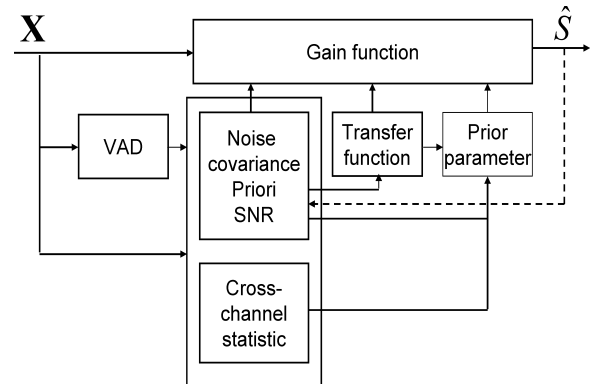 X
Ŝ
Gain function
VAD
Noise
covariance
Priori
SNR
Transfer
function
Prior
parameter
Cross-
channel
statistic